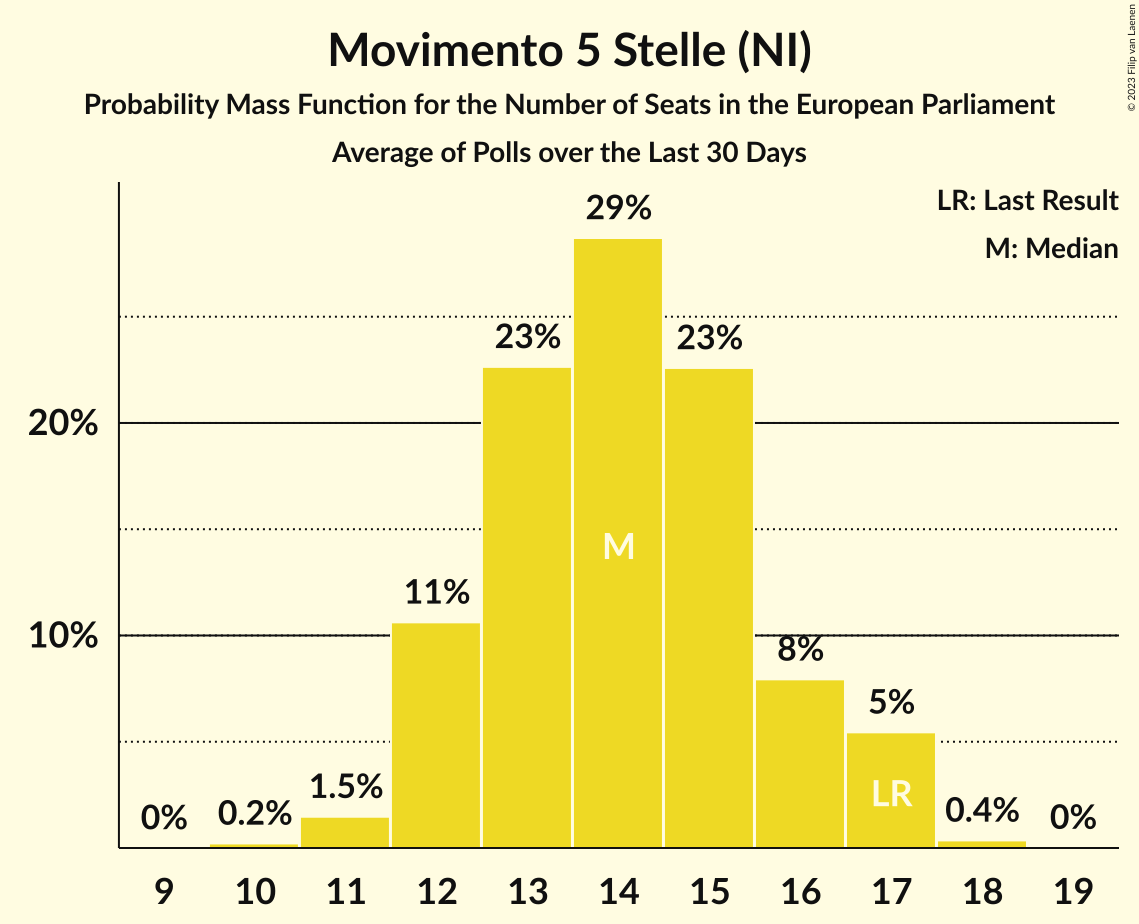 Movimento 5 Stelle (NI)
Probability Mass Function for the Number of Seats in the European Parliament
Average of Polls over the Last 30 Days
© 2023 Filip van Laenen
LR: Last Result
M: Median
20%
10%
0%
0.2%
1.5%
11%
23%
29%
23%
8%
5%
0.4%
0%
M
LR
9 10 11 12 13 14 15 16 17 18 19